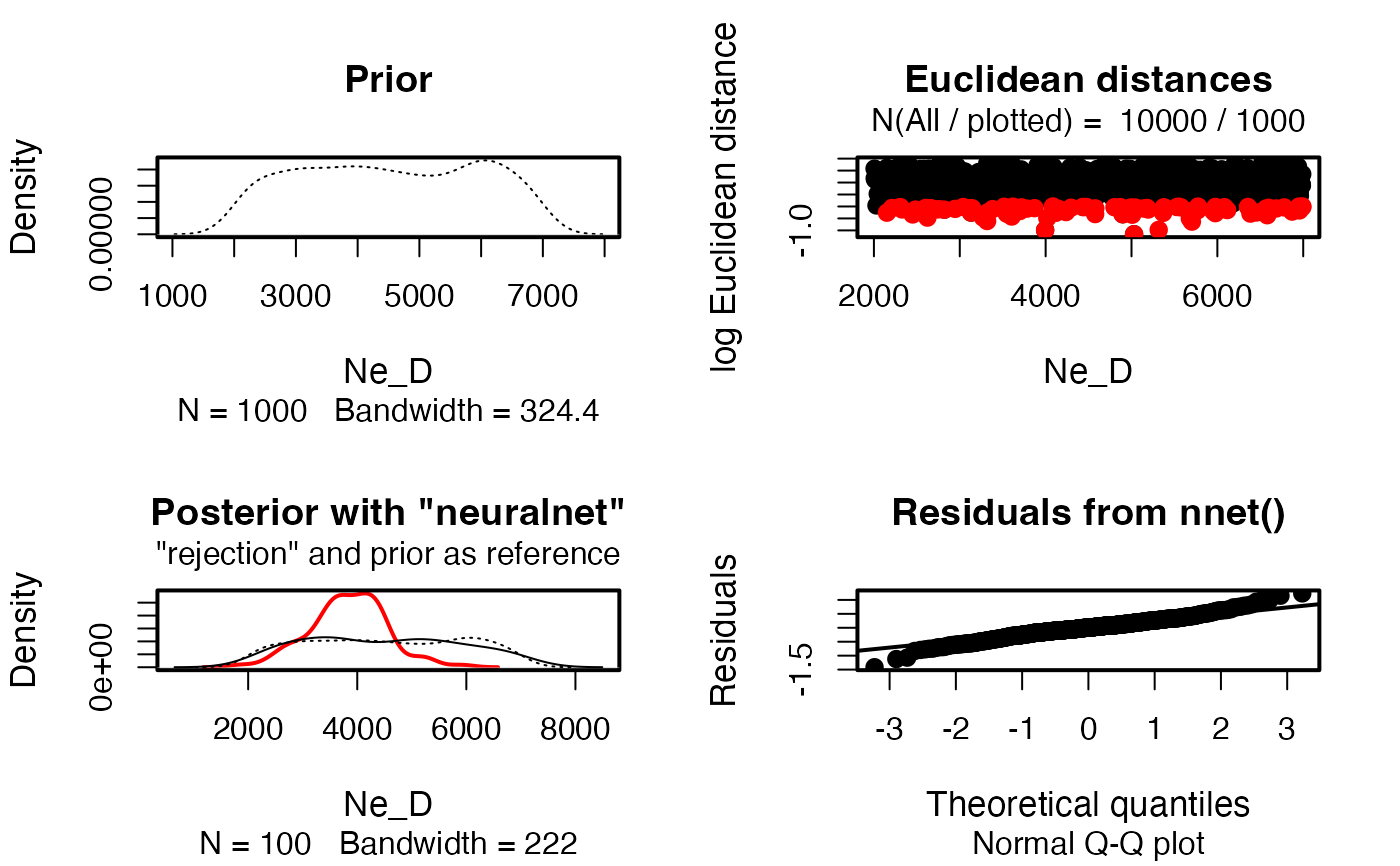 Prior
Density
0.00000
1000 3000 5000 7000
Ne_D
N = 1000 Bandwidth = 324.4
Euclidean distances
N(All / plotted) = 10000 / 1000
log Euclidean distance
-1.0
2000 4000 6000
Ne_D
Posterior with "neuralnet"
"rejection" and prior as reference
Density
0e+00
2000 4000 6000 8000
Ne_D
N = 100 Bandwidth = 222
Residuals from nnet()
Residuals
-1.5
-3 -2 -1 0 1 2 3
Theoretical quantiles
Normal Q-Q plot